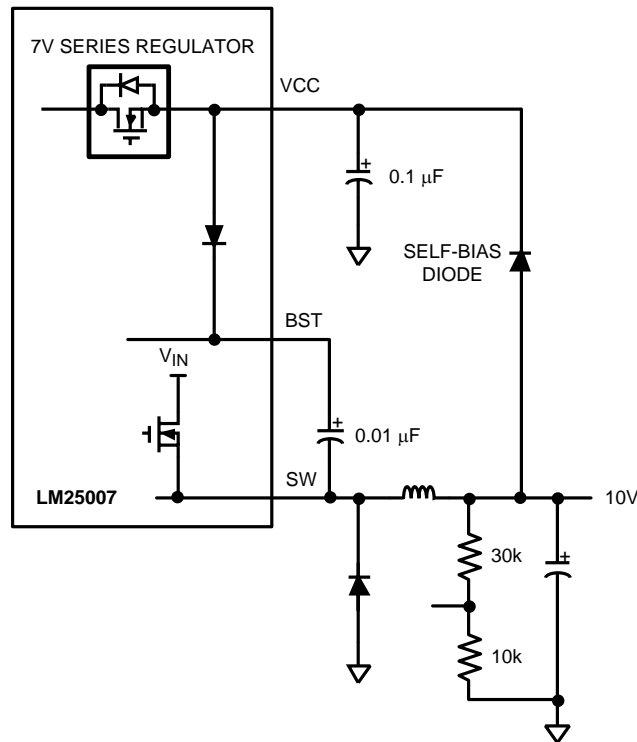 7V SERIES REGULATOR
VCC
+
0.1 μF
SELF-BIAS
DIODE
BST
VIN
+
0.01 μF
LM25007
SW
10V
30k
+
10k